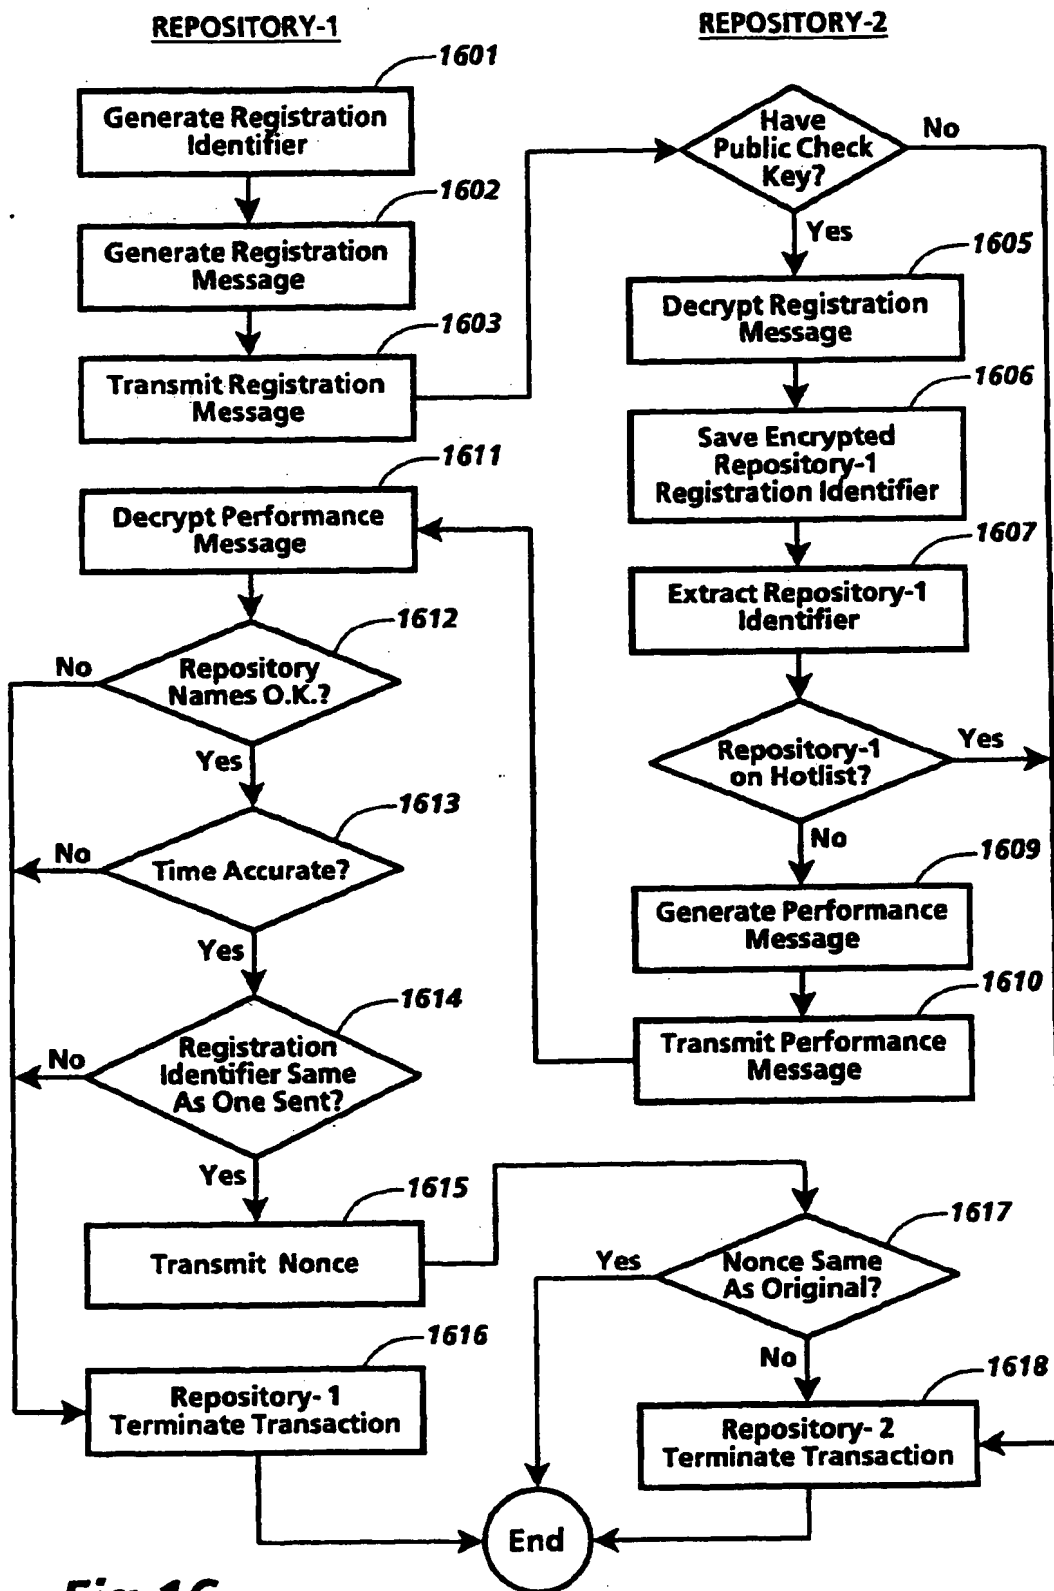 REPOSITORY-1
1601
Generate Registration
Identifier
1602
Generate Registration
Message
1603
Transmit Registration
Message
1611
Decrypt Performance
Message
1612
Repository
Names O.K.?
No
Yes
1613
Time Accurate?
No
Yes
1614
Registration
Identifier Same
As One Sent?
No
Yes
1615
Transmit Nonce
1616
Repository- 1
Terminate Transaction
REPOSITORY-2
Have
Public Check
Key?
No
Yes
1605
Decrypt Registration
Message
1606
Save Encrypted
Repository-1
Registration Identifier
1607
Extract Repository-1
Identifier
Repository-1
on Hotlist?
Yes
No
1609
Generate Performance
Message
1610
Transmit Performance
Message
1617
Nonce Same
As Original?
Yes
No
1618
Repository- 2
Terminate Transaction
End